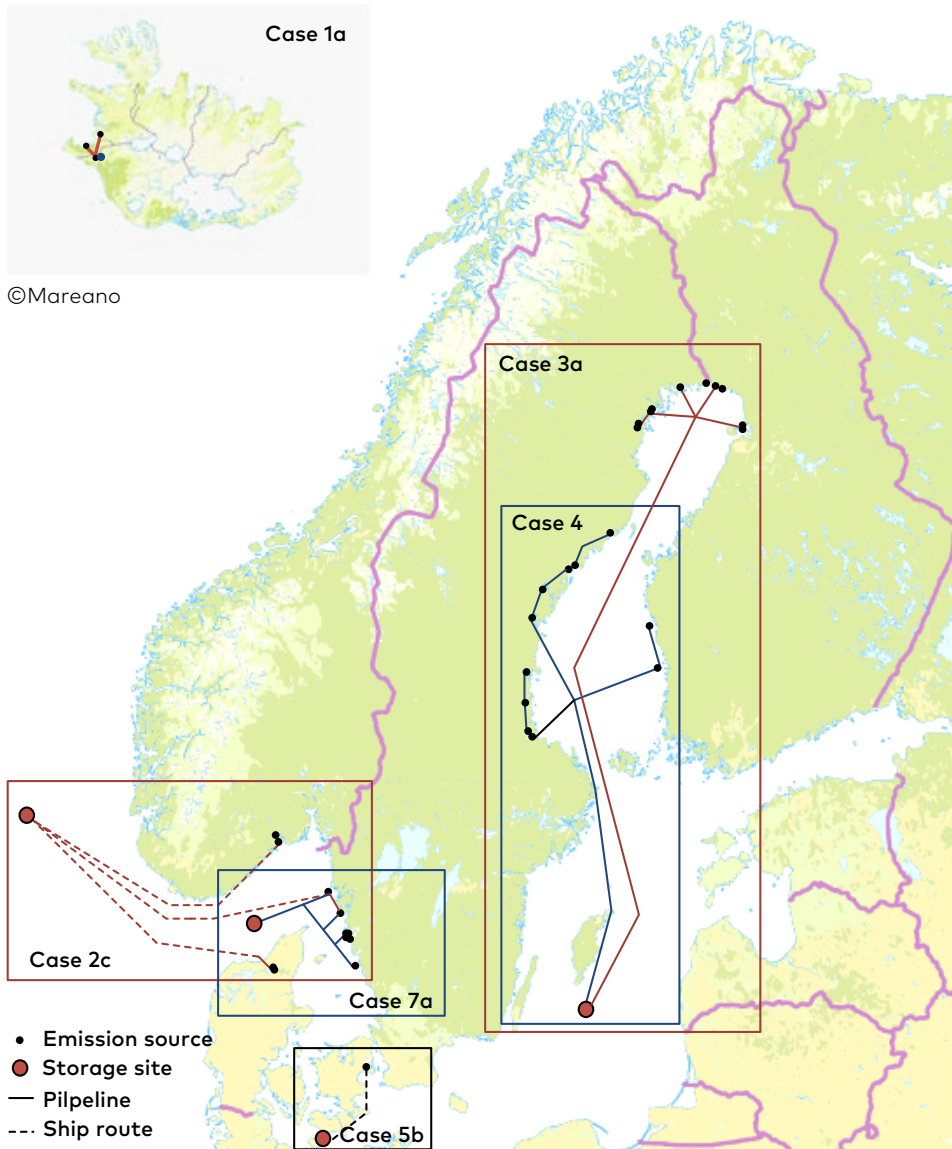 Case 1a
©Mareano
Case 3a
Case 4
Case 2c
Case 7a
Emission source
Storage site
Pilpeline
Ship route
Case 5b